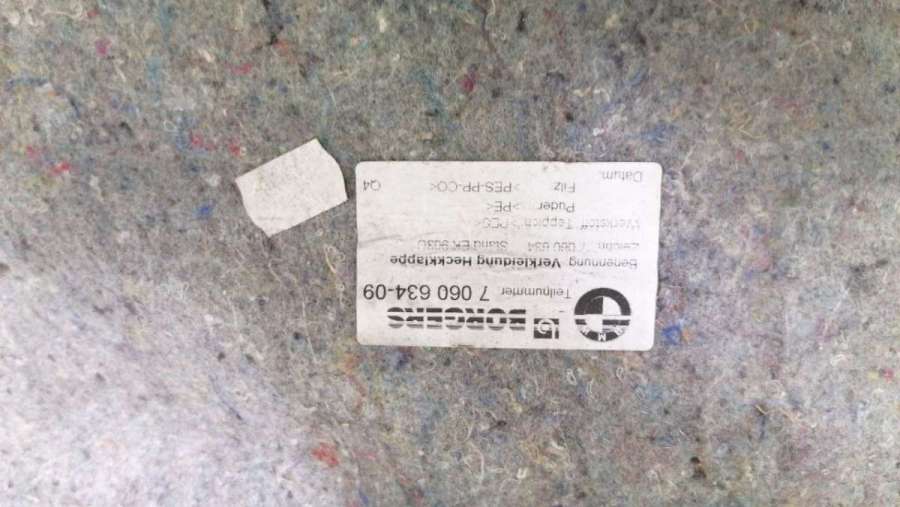 BMW BORGERS
Teilnummer 7 060 634-09
Benennung Verkleidung Heckklappe
Zeichn. 7 060 634 Stand EK 9030
Werkstoff Teppich >PES<
Puder >PE<
Filz >PES-PP-CO<
Datum. Q4